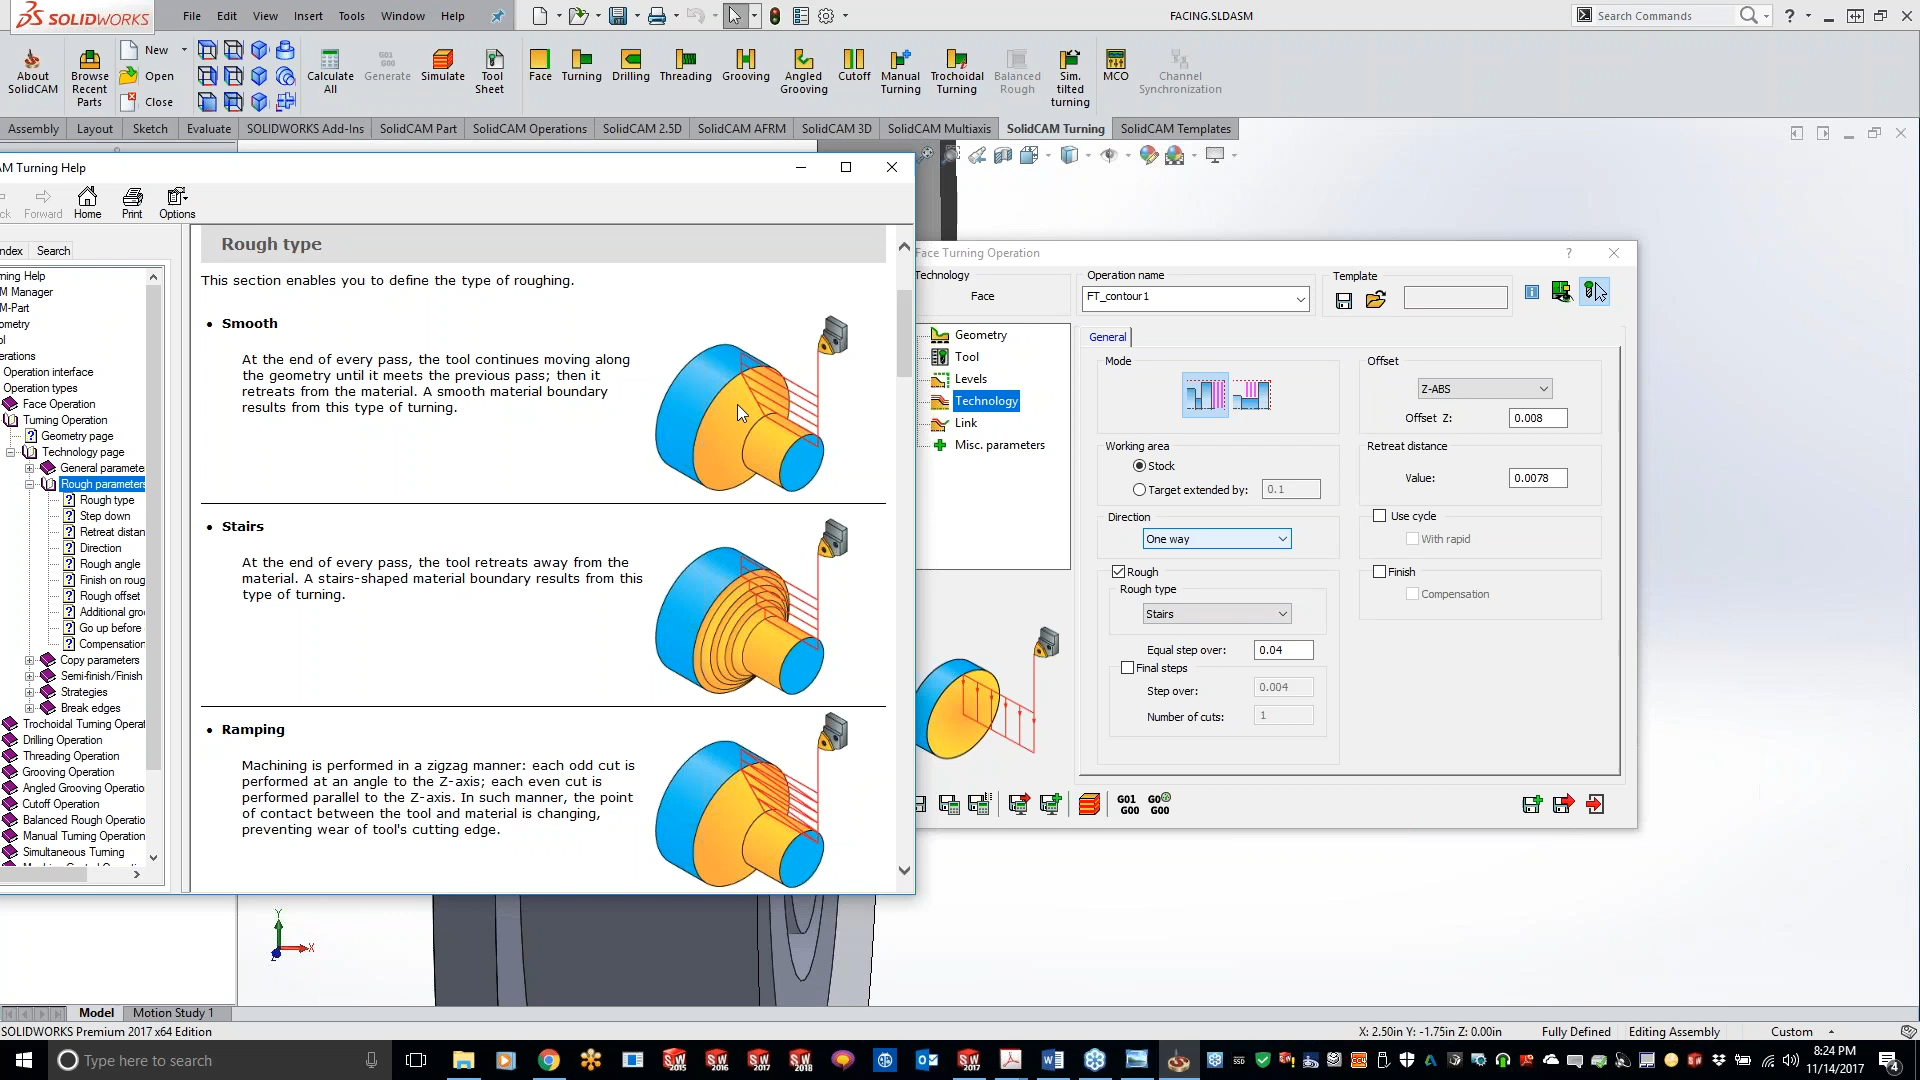 SOLIDWORKS
File Edit View Insert Tools Window Help
FACING.SLDASM
Search Commands
About SolidCAM
Browse Recent Parts
New
Open
Close
Calculate All
Generate
Simulate
Tool Sheet
Face
Turning
Drilling
Threading
Grooving
Angled Grooving
Cutoff
Manual Turning
Trochoidal Turning
Balanced Rough
Sim. tilted turning
MCO
Channel Synchronization
Assembly Layout Sketch Evaluate SOLIDWORKS Add-Ins SolidCAM Part SolidCAM Operations SolidCAM 2.5D SolidCAM AFRM SolidCAM 3D SolidCAM Multiaxis SolidCAM Turning SolidCAM Templates
AM Turning Help
ck Forward Home Print Options
ndex Search
rning Help
M Manager
M-Part
ometry
ol
erations
Operation interface
Operation types
Face Operation
Turning Operation
Geometry page
Technology page
General paramete
Rough parameters
Rough type
Step down
Retreat distan
Direction
Rough angle
Finish on roug
Rough offset
Additional gro
Go up before
Compensation
Copy parameters
Semi-finish/Finish
Strategies
Break edges
Trochoidal Turning Operat
Drilling Operation
Threading Operation
Grooving Operation
Angled Grooving Operatio
Cutoff Operation
Balanced Rough Operatio
Manual Turning Operation
Simultaneous Turning
Rough type
This section enables you to define the type of roughing.
• Smooth
At the end of every pass, the tool continues moving along
the geometry until it meets the previous pass; then it
retreats from the material. A smooth material boundary
results from this type of turning.
• Stairs
At the end of every pass, the tool retreats away from the
material. A stairs-shaped material boundary results from this
type of turning.
• Ramping
Machining is performed in a zigzag manner: each odd cut is
performed at an angle to the Z-axis; each even cut is
performed parallel to the Z-axis. In such manner, the point
of contact between the tool and material is changing,
preventing wear of tool's cutting edge.
Face Turning Operation
Technology
Face
Operation name
FT_contour1
Template
Geometry
Tool
Levels
Technology
Link
Misc. parameters
General
Mode
Working area
Stock
Target extended by: 0.1
Direction
One way
Rough
Rough type
Stairs
Equal step over: 0.04
Final steps
Step over: 0.004
Number of cuts: 1
Offset
Z-ABS
Offset Z: 0.008
Retreat distance
Value: 0.0078
Use cycle
With rapid
Finish
Compensation
G01 G00
G0 G00
Y
X
Z
Model Motion Study 1
SOLIDWORKS Premium 2017 x64 Edition
X: 2.50in Y: -1.75in Z: 0.00in Fully Defined Editing Assembly Custom
Type here to search
8:24 PM
11/14/2017